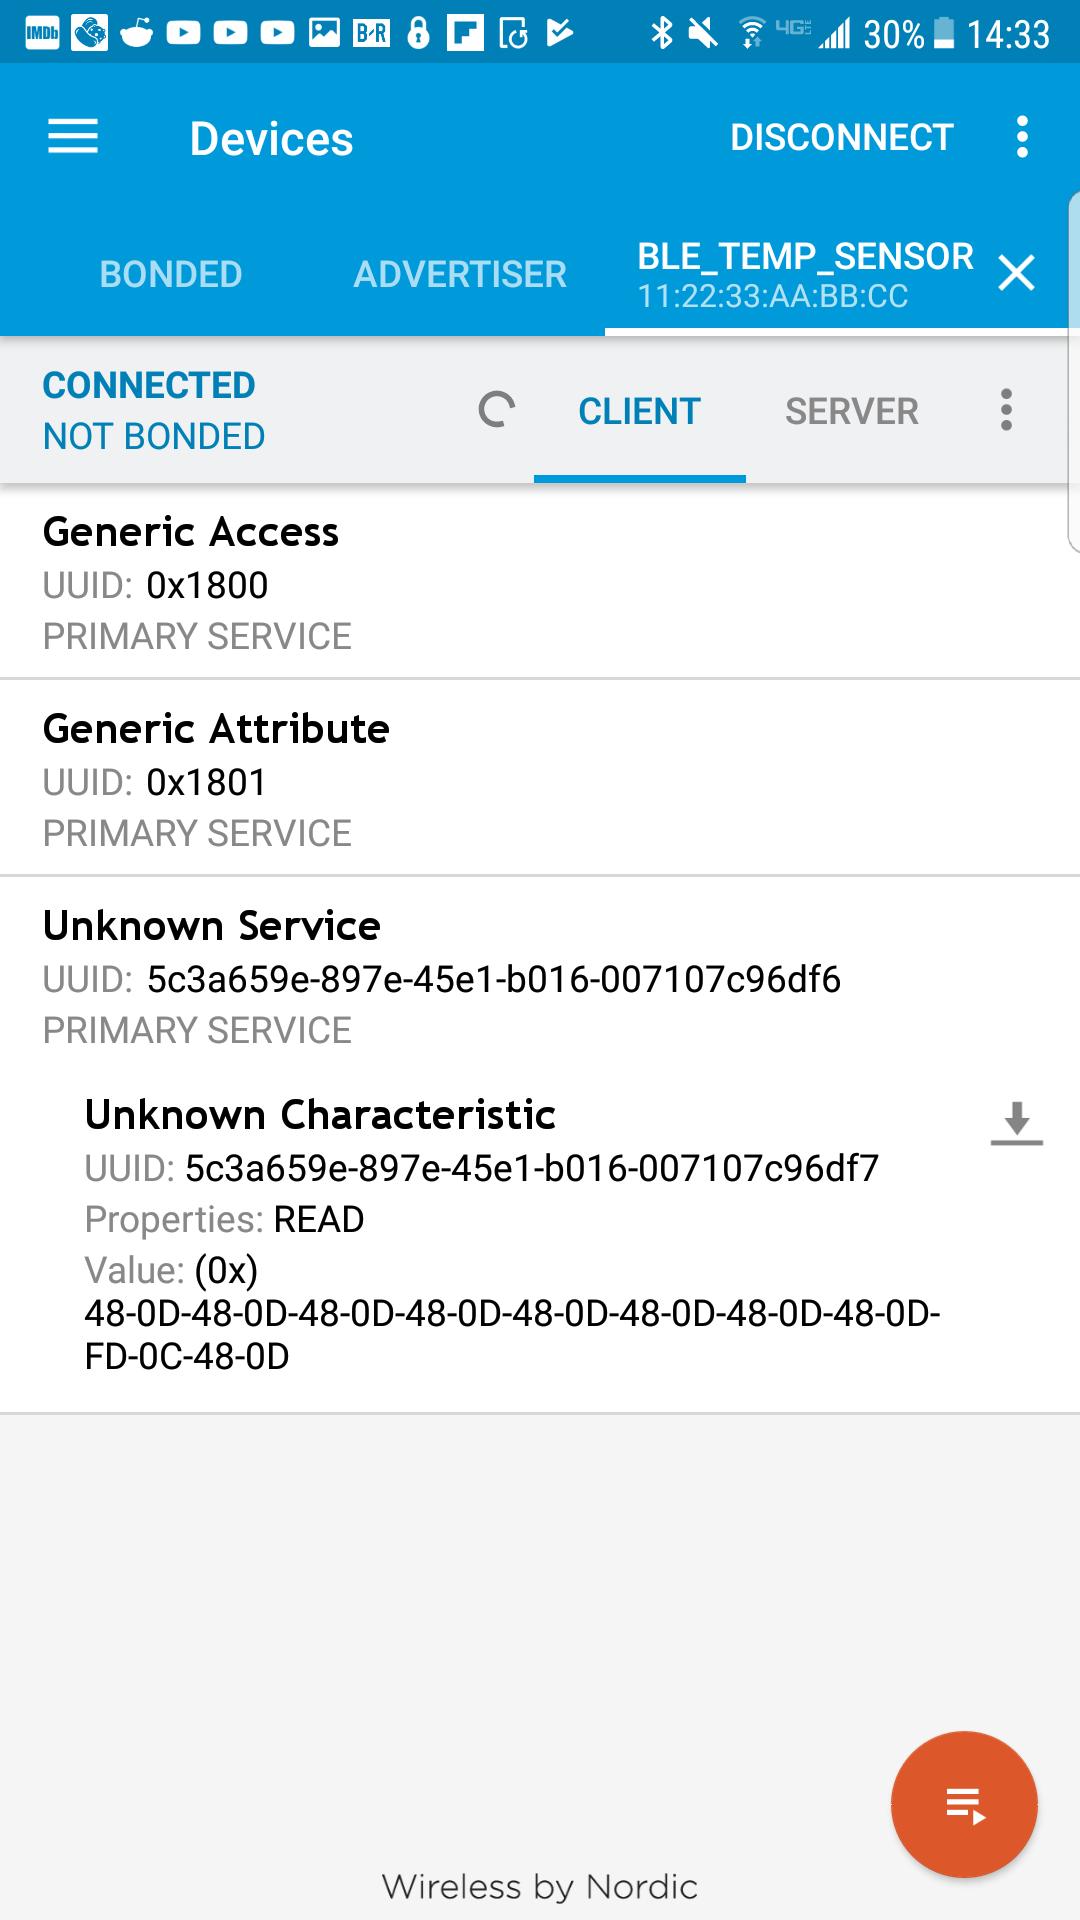 IMDb B·R 4GE 30% 14:33
Devices DISCONNECT
BONDED ADVERTISER BLE_TEMP_SENSOR
11:22:33:AA:BB:CC
CONNECTED
NOT BONDED
CLIENT SERVER
Generic Access
UUID: 0x1800
PRIMARY SERVICE
Generic Attribute
UUID: 0x1801
PRIMARY SERVICE
Unknown Service
UUID: 5c3a659e-897e-45e1-b016-007107c96df6
PRIMARY SERVICE
Unknown Characteristic
UUID: 5c3a659e-897e-45e1-b016-007107c96df7
Properties: READ
Value: (0x)
48-0D-48-0D-48-0D-48-0D-48-0D-48-0D-48-0D-48-0D-
FD-0C-48-0D
Wireless by Nordic